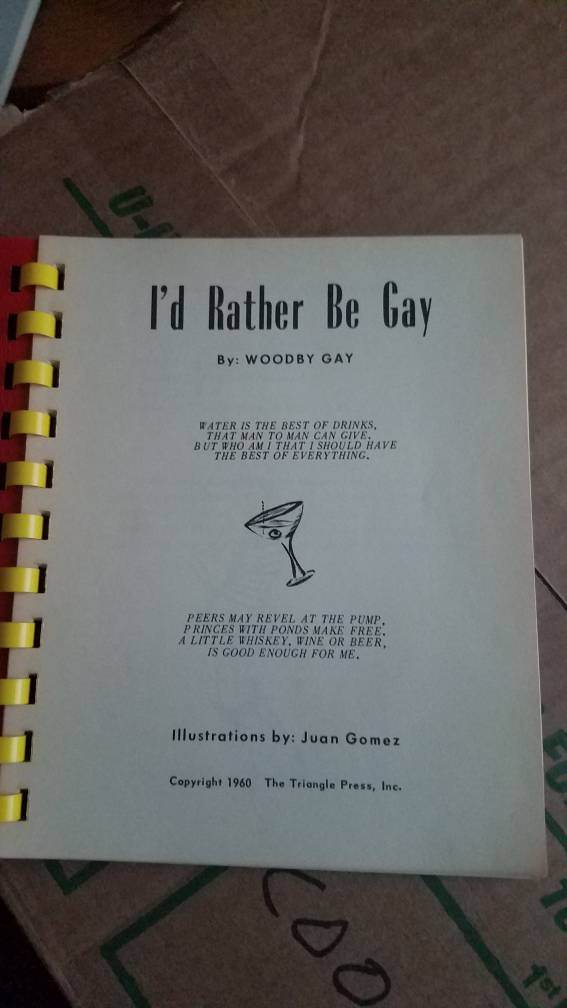 I'd Rather Be Gay
By: WOODBY GAY
WATER IS THE BEST OF DRINKS,
THAT MAN TO MAN CAN GIVE.
BUT WHO AM I THAT I SHOULD HAVE
THE BEST OF EVERYTHING.
PEERS MAY REVEL AT THE PUMP,
PRINCES WITH PONDS MAKE FREE.
A LITTLE WHISKEY, WINE OR BEER,
IS GOOD ENOUGH FOR ME.
Illustrations by: Juan Gomez
Copyright 1960 The Triangle Press, Inc.
1st